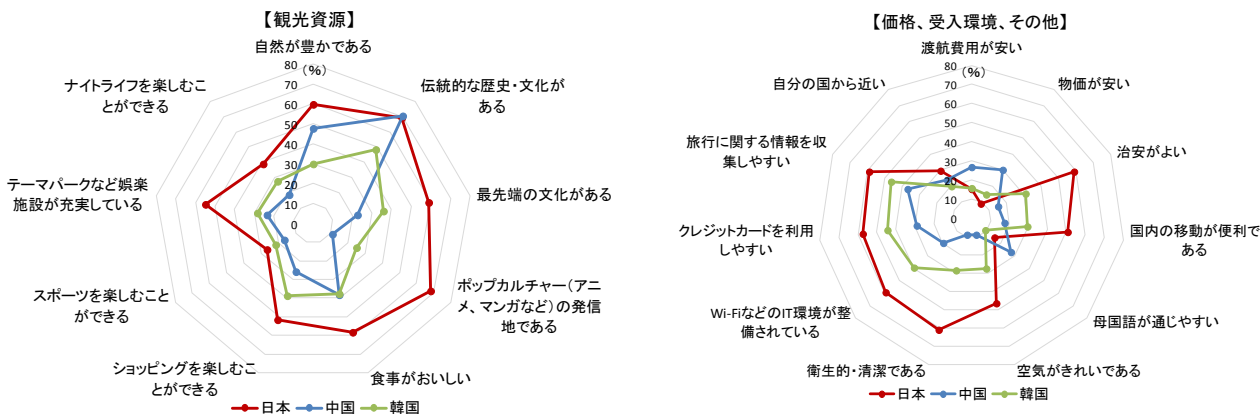 【観光資源】
自然が豊かである
(%)
伝統的な歴史・文化が
ある
最先端の文化がある
ポップカルチャー(アニ
メ、マンガなど)の発信
地である
食事がおいしい
ショッピングを楽しむこ
とができる
スポーツを楽しむこと
ができる
テーマパークなど娯楽
施設が充実している
ナイトライフを楽しむこ
とができる
80
70
60
50
40
30
20
10
0
日本 中国 韓国
【価格、受入環境、その他】
渡航費用が安い
(%)
物価が安い
治安がよい
国内の移動が便利で
ある
母国語が通じやすい
空気がきれいである
衛生的・清潔である
Wi-FiなどのIT環境が整
備されている
クレジットカードを利用
しやすい
旅行に関する情報を収
集しやすい
自分の国から近い
80
70
60
50
40
30
20
10
0
日本 中国 韓国